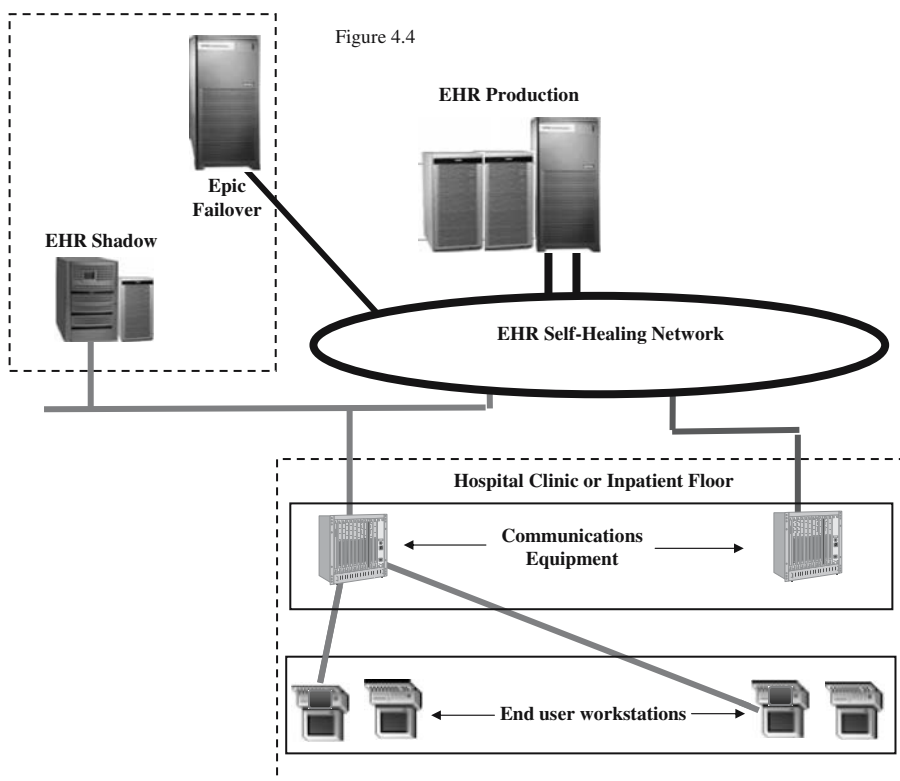 Figure 4.4
EHR Production
Epic
Failover
EHR Shadow
EHR Self-Healing Network
Hospital Clinic or Inpatient Floor
Communications
Equipment
End user workstations